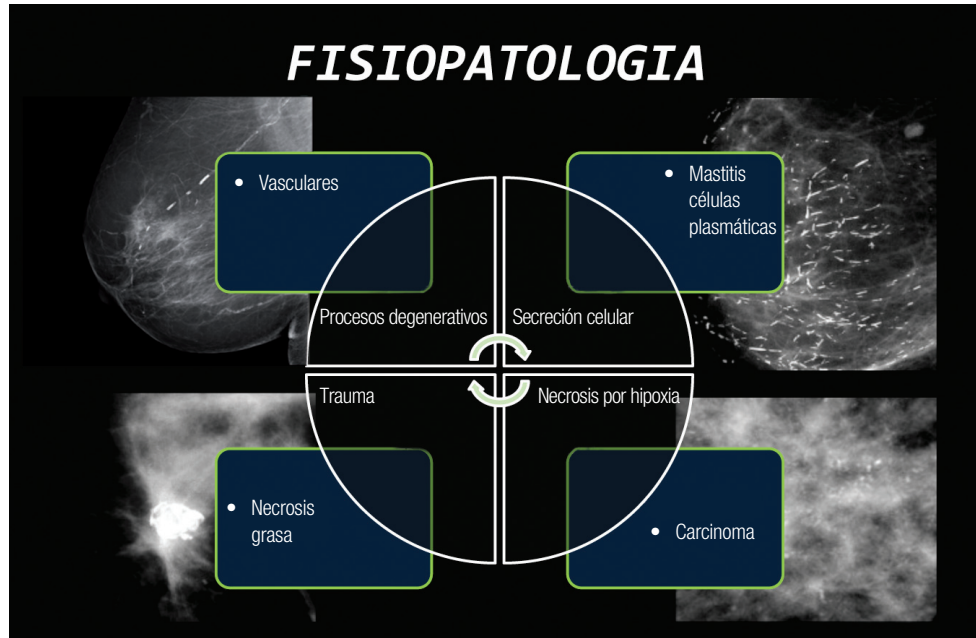 FISIOPATOLOGIA
• Vasculares
• Mastitis
células
plasmáticas
Procesos degenerativos
Secreción celular
Trauma
Necrosis por hipoxia
• Necrosis
grasa
• Carcinoma